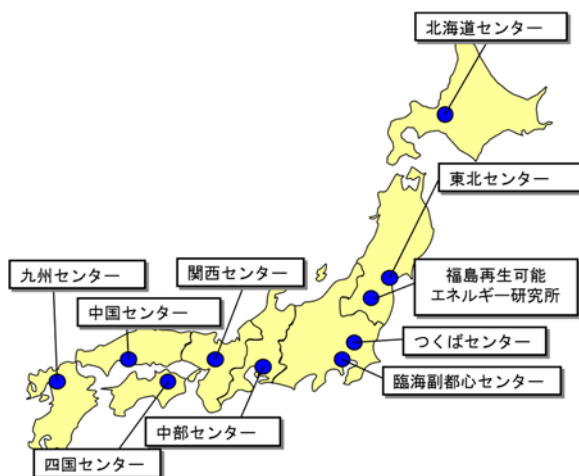 北海道センター
東北センター
福島再生可能
エネルギー研究所
つくばセンター
臨海副都心センター
九州センター
中国センター
関西センター
中部センター
四国センター